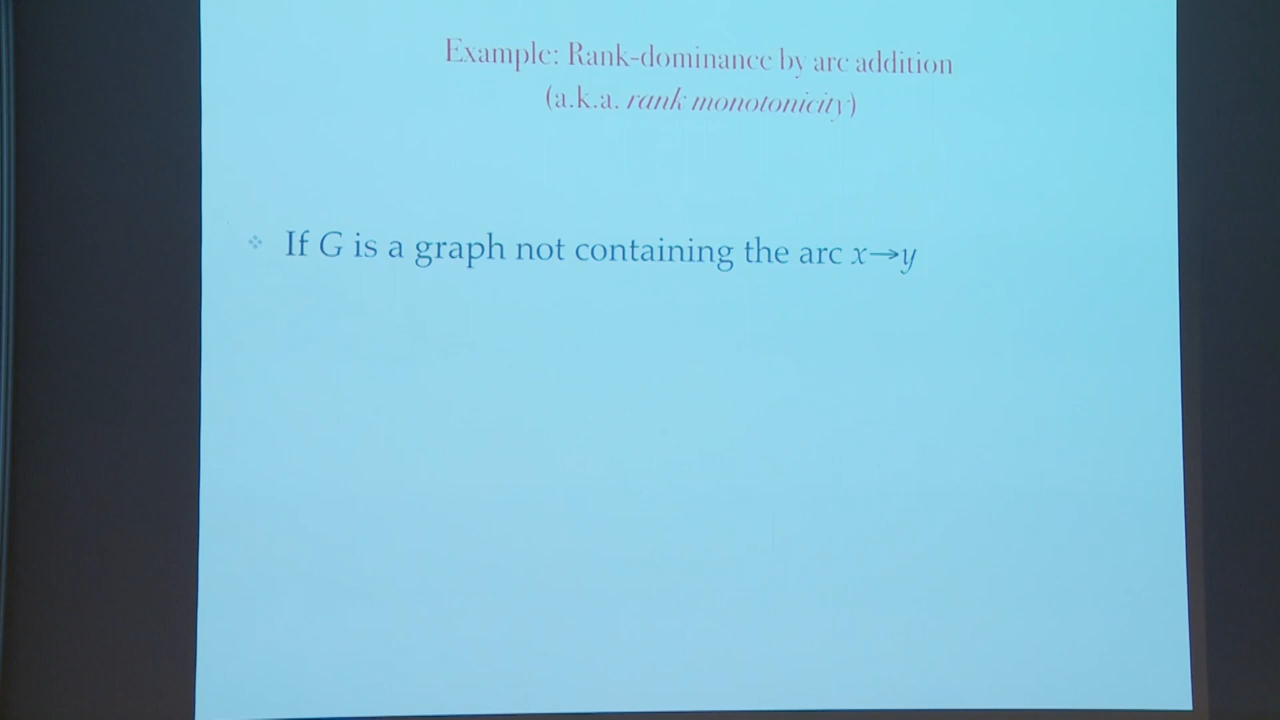 Example: Rank-dominance by arc addition
(a.k.a. rank monotonicity)
If G is a graph not containing the arc x→y